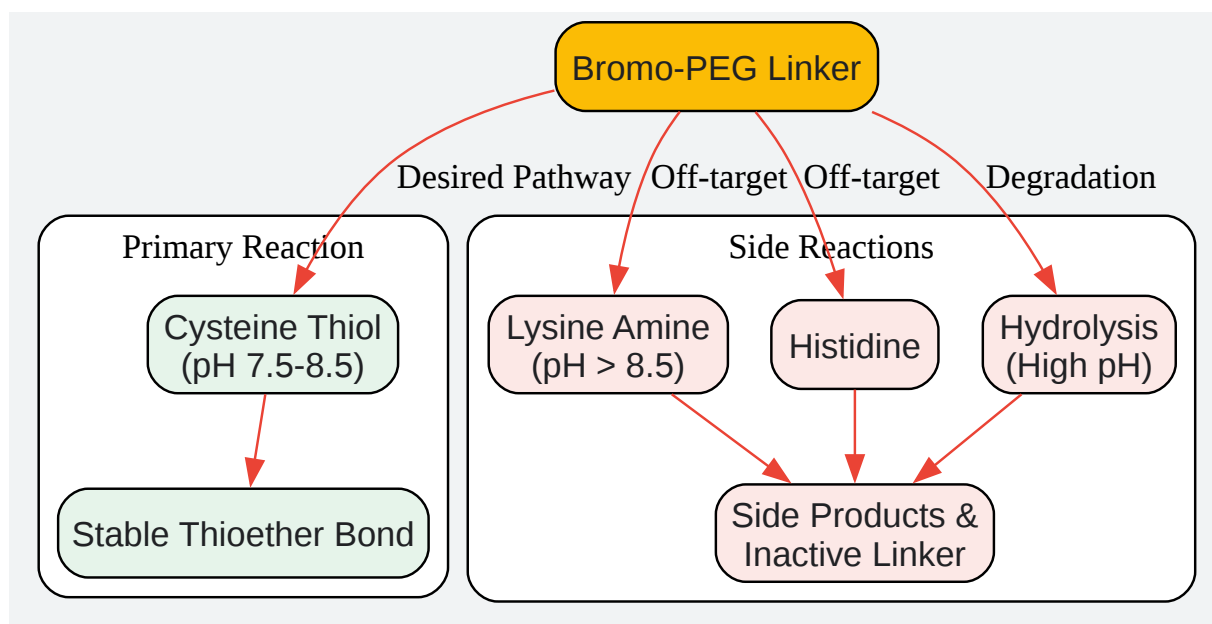 Bromo-PEG Linker
Desired Pathway
Off-target
Off-target
Degradation
Primary Reaction
Side Reactions
Cysteine Thiol
(pH 7.5-8.5)
Lysine Amine
(pH > 8.5)
Histidine
Hydrolysis
(High pH)
Stable Thioether Bond
Side Products &
Inactive Linker